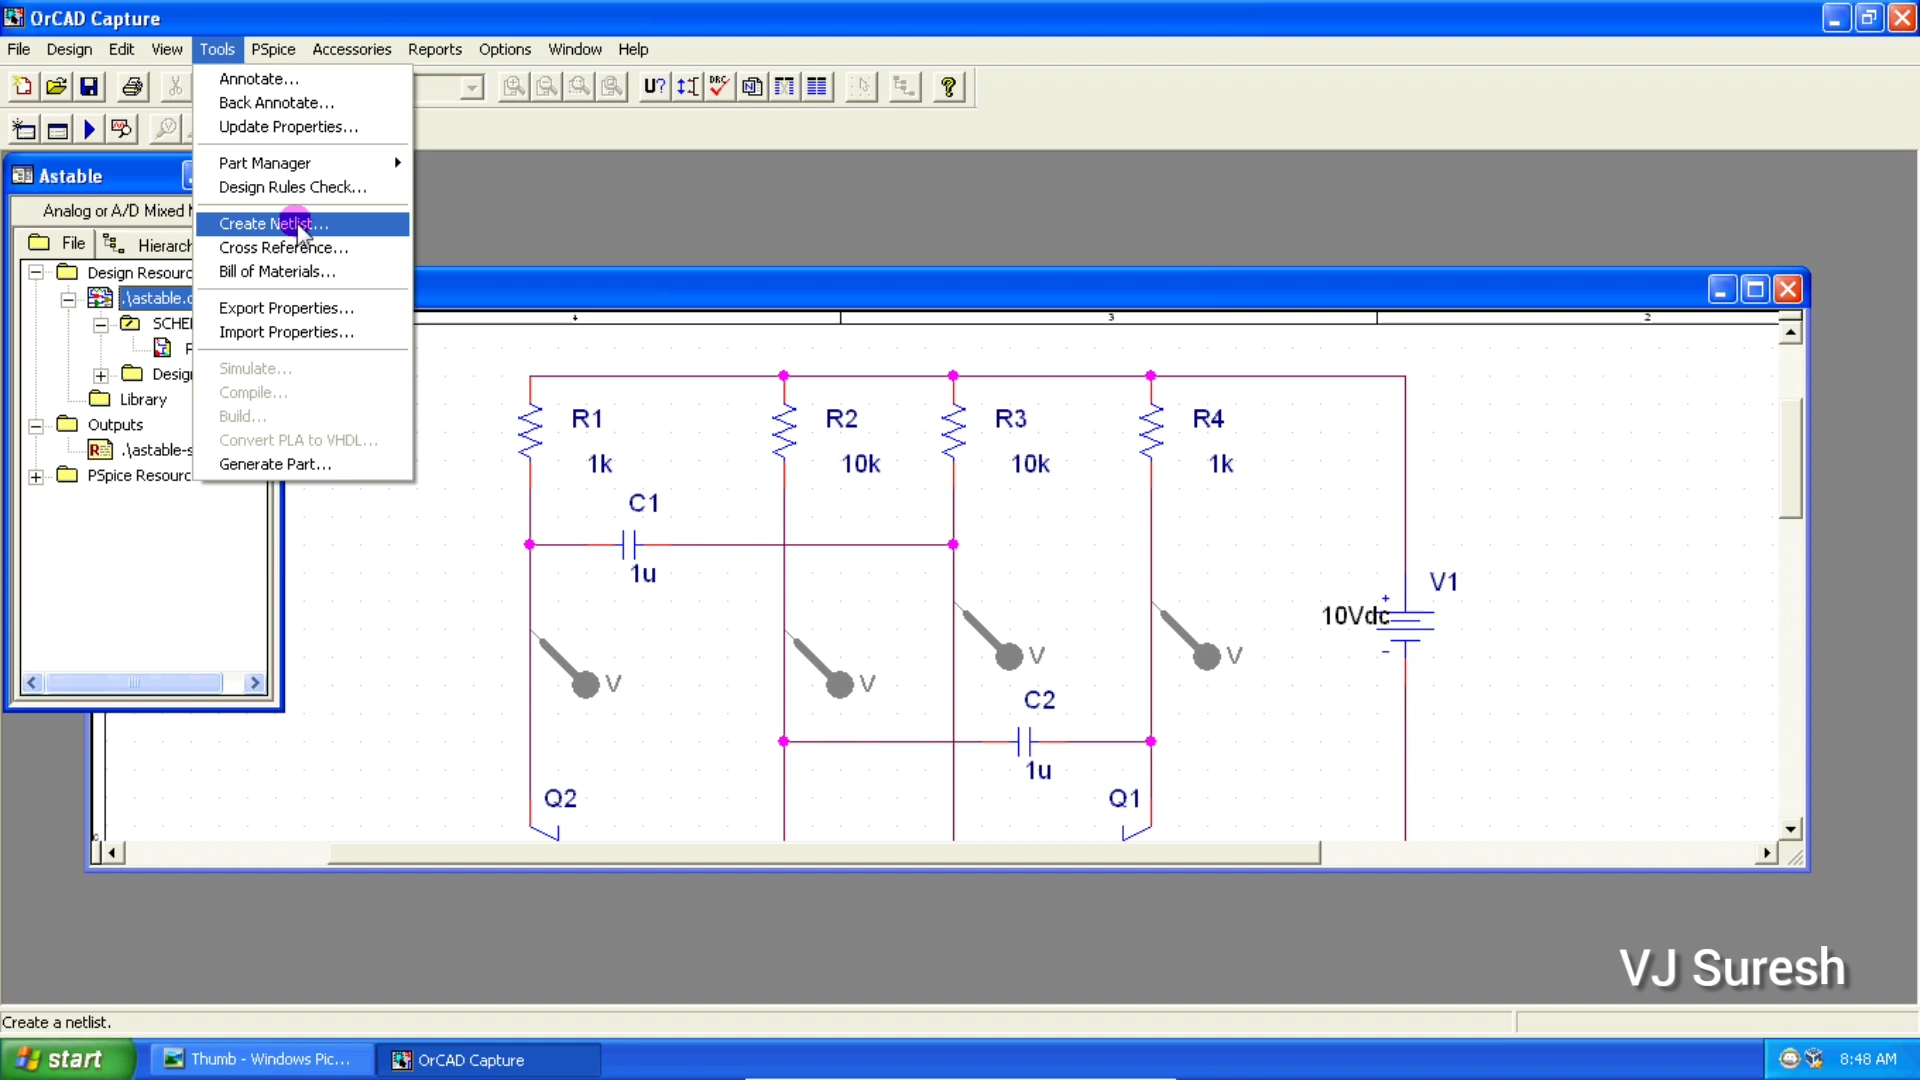 OrCAD Capture
File Design Edit View Tools PSpice Accessories Reports Options Window Help
Annotate...
Back Annotate...
Update Properties...
Part Manager
Design Rules Check...
Create Netlist...
Cross Reference...
Bill of Materials...
Export Properties...
Import Properties...
Simulate...
Compile...
Build...
Convert PLA to VHDL...
Generate Part...
U?
DRC
Astable
Analog or A/D Mixed
File Hierarch
Design Resourc
.\astable.
SCHE
Desig
Library
Outputs
.\astable-s
PSpice Resourc
4 3 2
R1 R2 R3 R4
1k 10k 10k 1k
C1
1u
V1
10Vdc
+
-
V V V V
C2
1u
Q2 Q1
VJ Suresh
Create a netlist.
start Thumb - Windows Pic... OrCAD Capture 8:48 AM